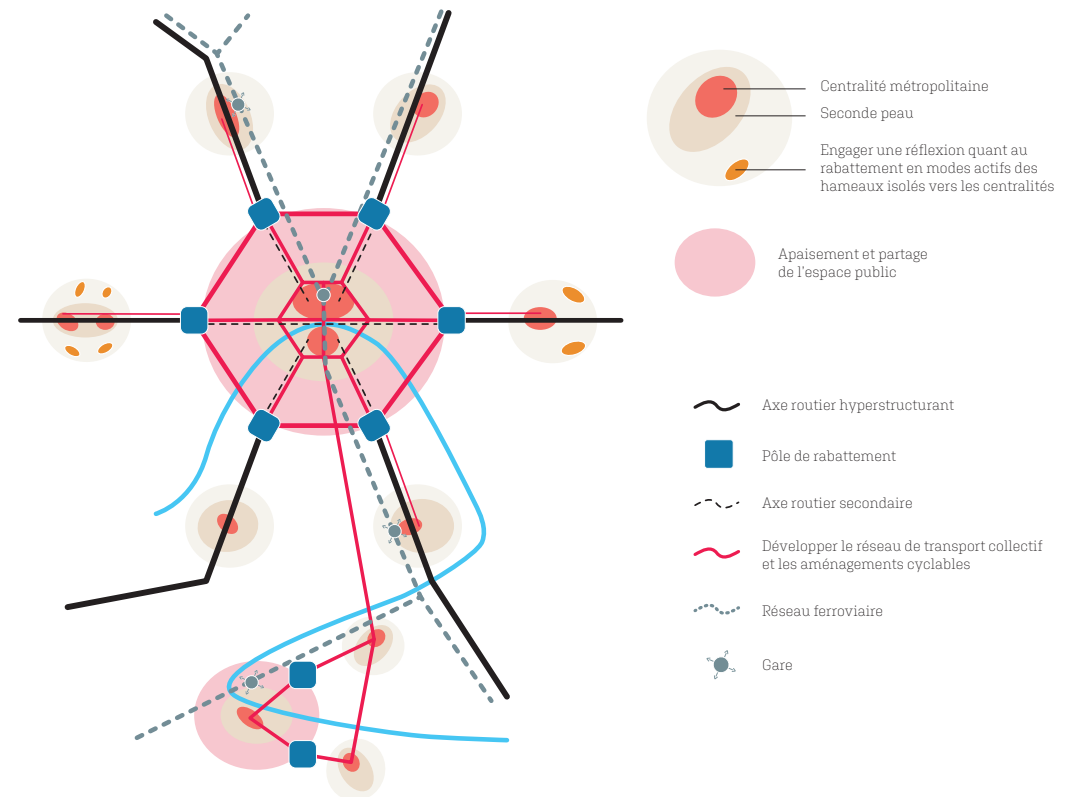 Centralité métropolitaine
Seconde peau
Engager une réflexion quant au
rabattement en modes actifs des
hameaux isolés vers les centralités
Apaisement et partage
de l'espace public
Axe routier hyperstructurant
Pôle de rabattement
Axe routier secondaire
Développer le réseau de transport collectif
et les aménagements cyclables
Réseau ferroviaire
Gare